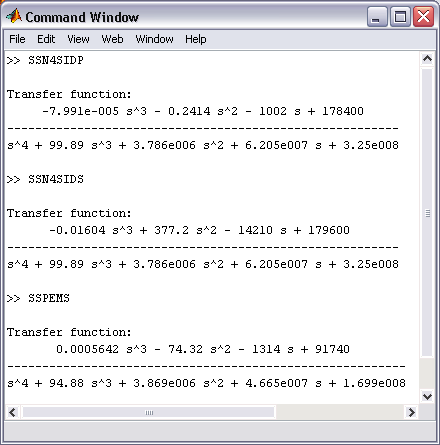 Command Window
File Edit View Web Window Help
>> SSN4SIDP
Transfer function:
-7.991e-005 s^3 - 0.2414 s^2 - 1002 s + 178400
---------------------------------------------------------
s^4 + 99.89 s^3 + 3.786e006 s^2 + 6.205e007 s + 3.25e008
>> SSN4SIDS
Transfer function:
-0.01604 s^3 + 377.2 s^2 - 14210 s + 179600
---------------------------------------------------------
s^4 + 99.89 s^3 + 3.786e006 s^2 + 6.205e007 s + 3.25e008
>> SSPEMS
Transfer function:
0.0005642 s^3 - 74.32 s^2 - 1314 s + 91740
----------------------------------------------------------
s^4 + 94.88 s^3 + 3.869e006 s^2 + 4.665e007 s + 1.699e008